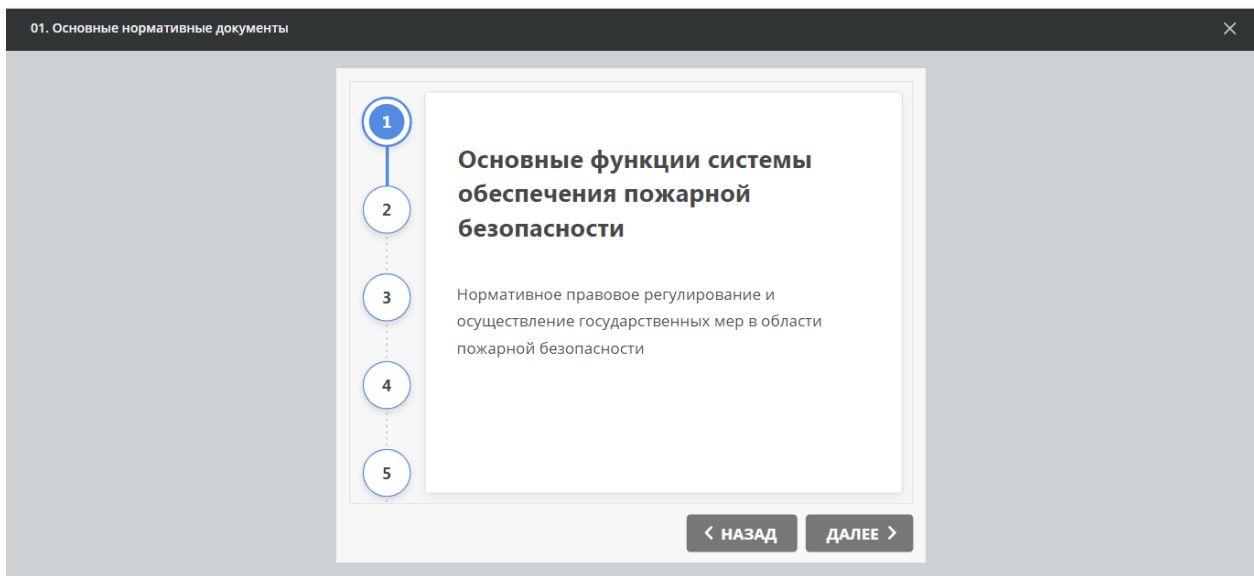 01. Основные нормативные документы
1
Основные функции системы
обеспечения пожарной
безопасности
2
3
Нормативное правовое регулирование и
осуществление государственных мер в области
пожарной безопасности
4
5
НАЗАД
ДАЛЕЕ